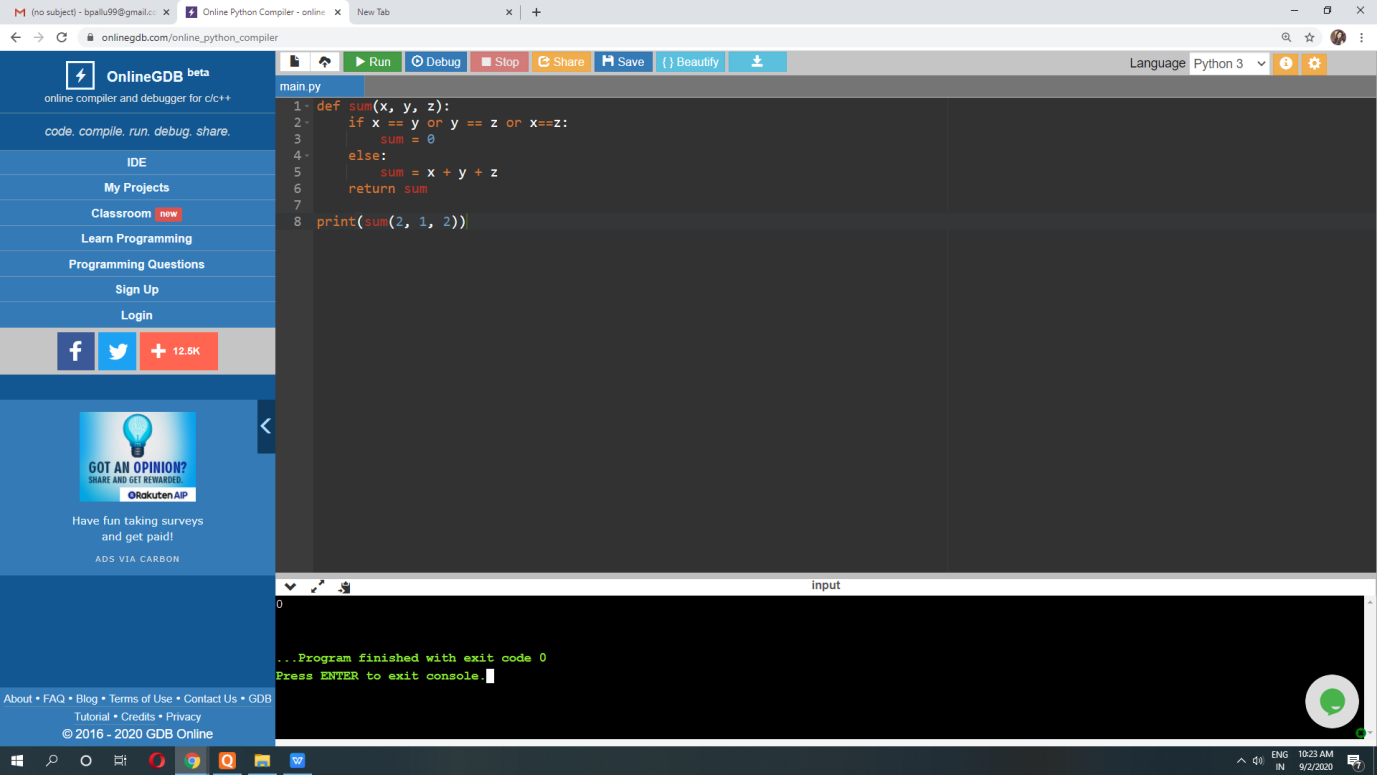 (no subject) - bpallu99@gmail.co
Online Python Compiler - online
New Tab
onlinegdb.com/online_python_compiler
OnlineGDB beta
online compiler and debugger for c/c++
code. compile. run. debug. share.
IDE
My Projects
Classroom new
Learn Programming
Programming Questions
Sign Up
Login
12.5K
GOT AN OPINION?
SHARE AND GET REWARDED.
Rakuten AIP
Have fun taking surveys
and get paid!
ADS VIA CARBON
About • FAQ • Blog • Terms of Use • Contact Us • GDB
Tutorial • Credits • Privacy
© 2016 - 2020 GDB Online
Run Debug Stop Share Save { } Beautify
Language Python 3
main.py
1 def sum(x, y, z):
2     if x == y or y == z or x==z:
3         sum = 0
4     else:
5         sum = x + y + z
6     return sum
7
8 print(sum(2, 1, 2))
input
0
...Program finished with exit code 0
Press ENTER to exit console.
ENG
IN
10:23 AM
9/2/2020
7